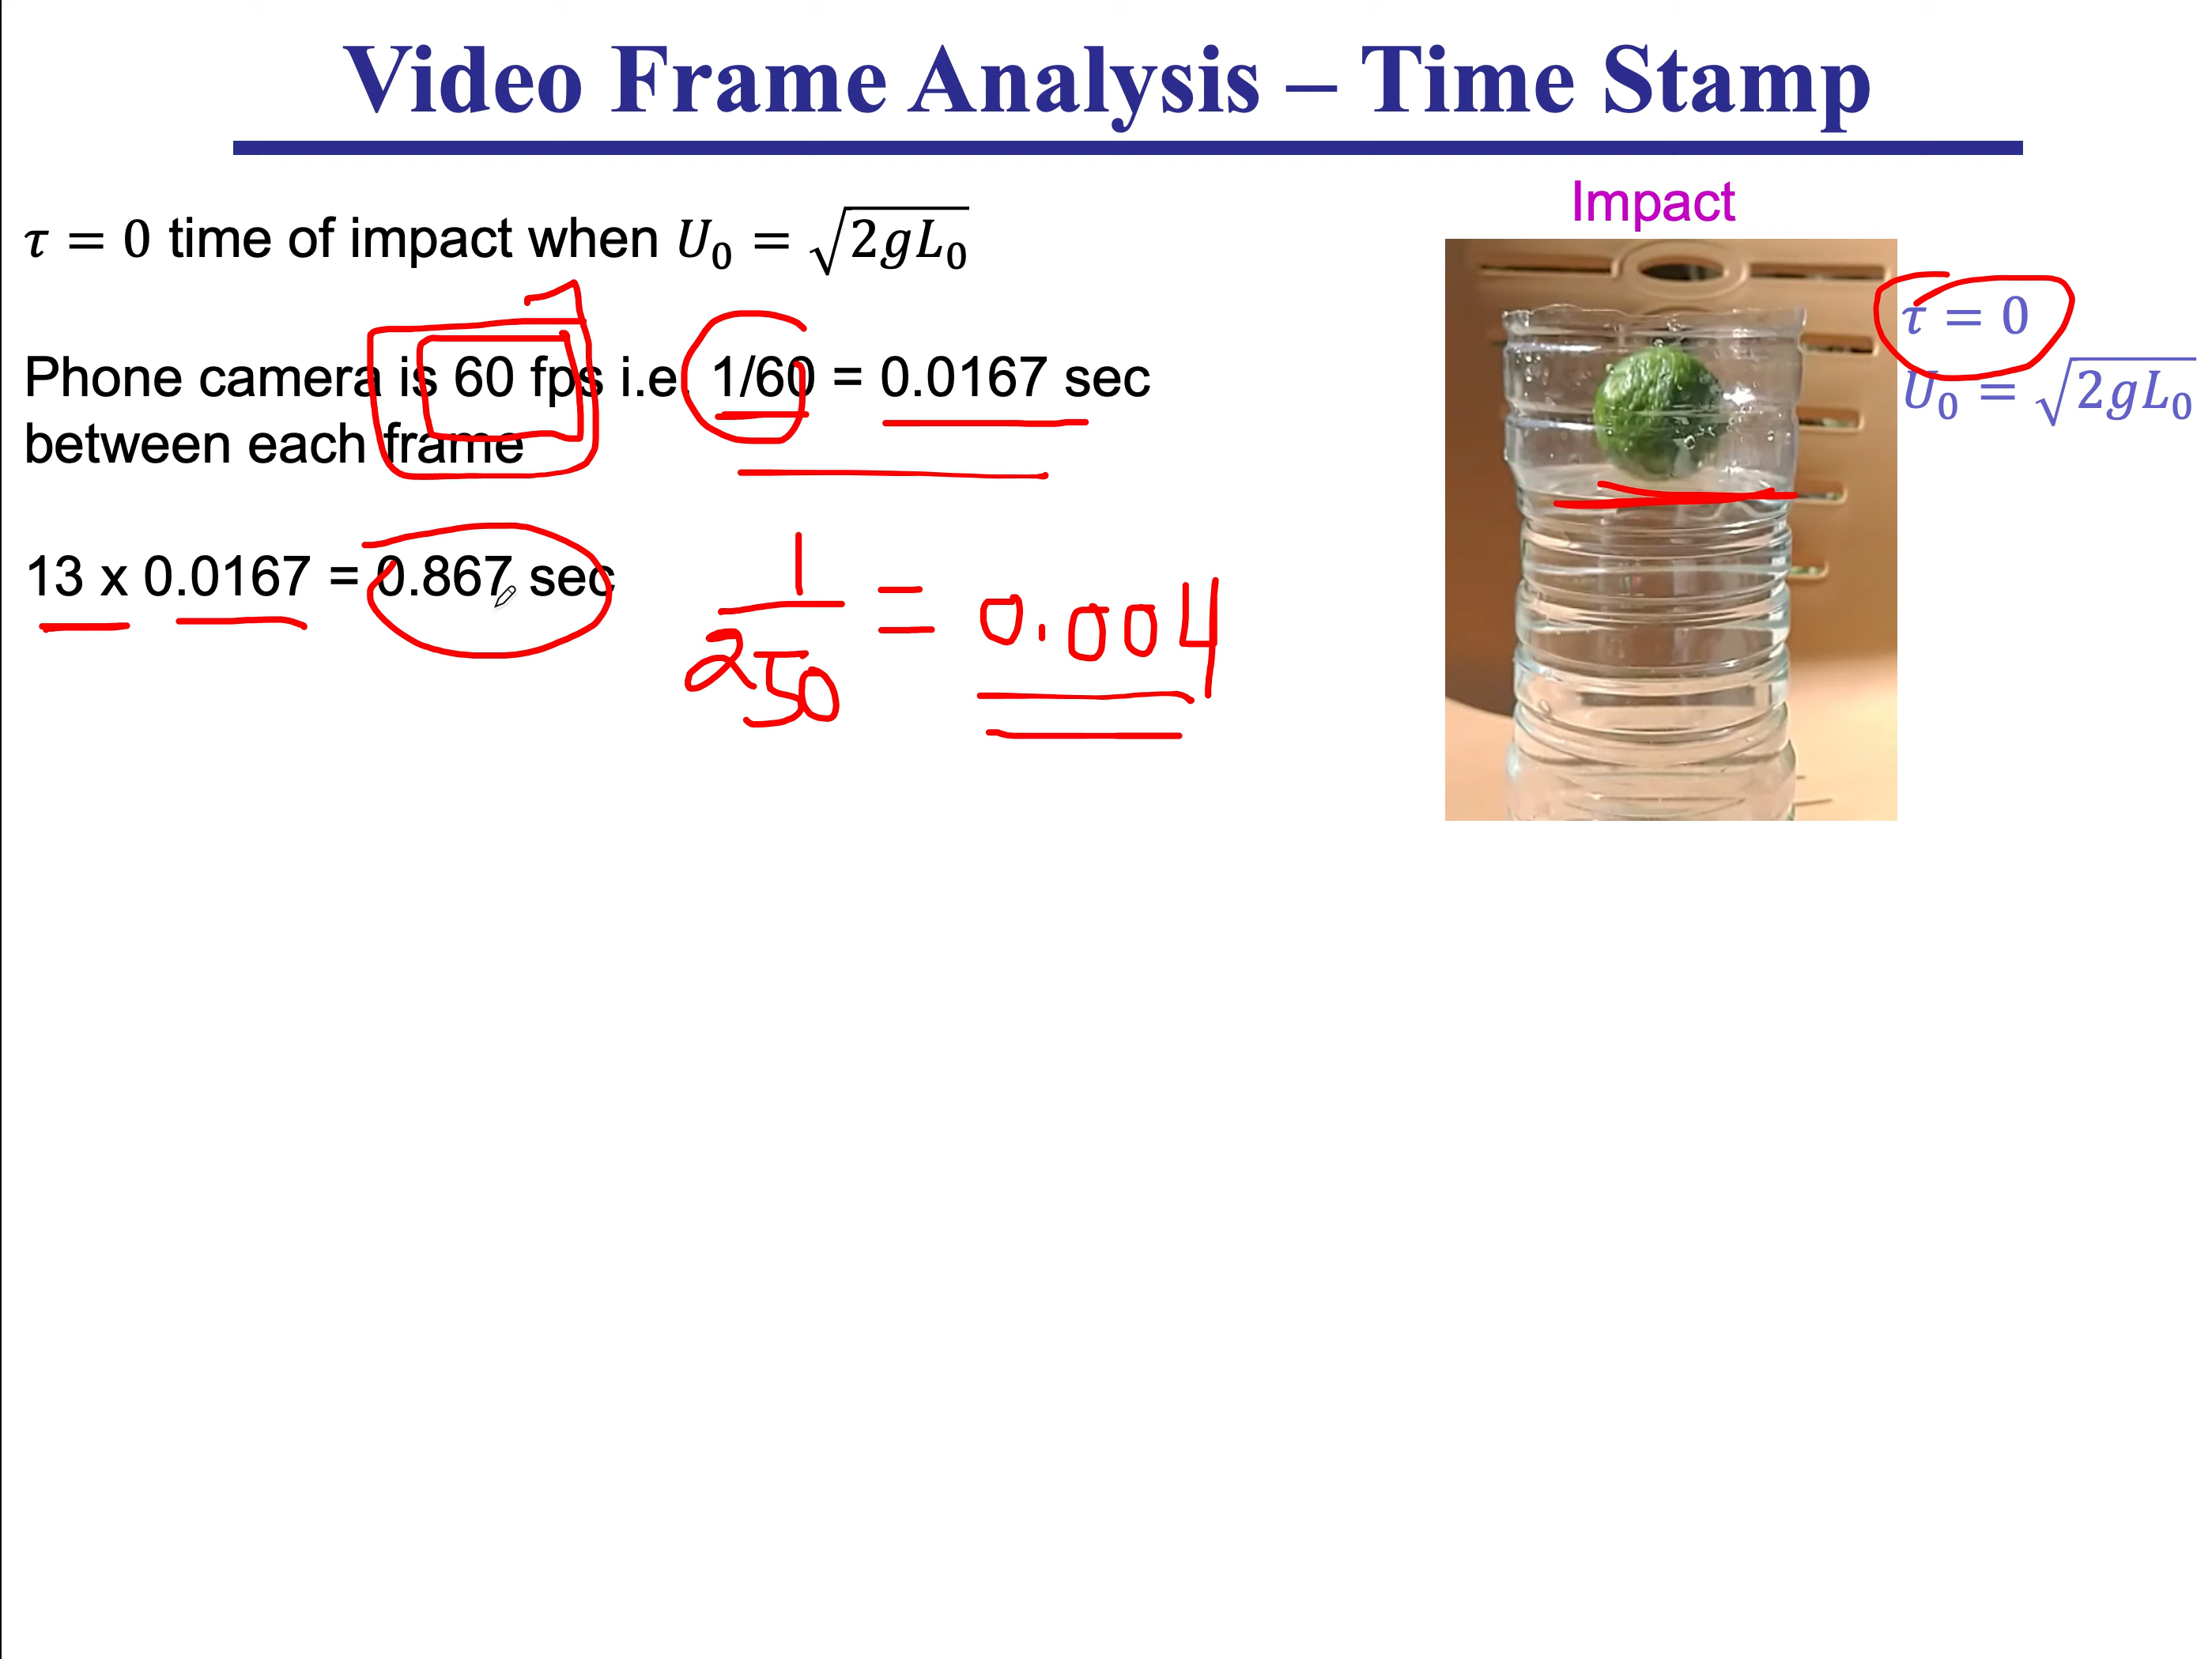 Video Frame Analysis – Time Stamp
τ = 0 time of impact when U₀ = √2gL₀
Phone camera is 60 fps i.e. 1/60 = 0.0167 sec
between each frame
13 x 0.0167 = 0.867 sec
1/250 = 0.004
Impact
τ = 0
U₀ = √2gL₀